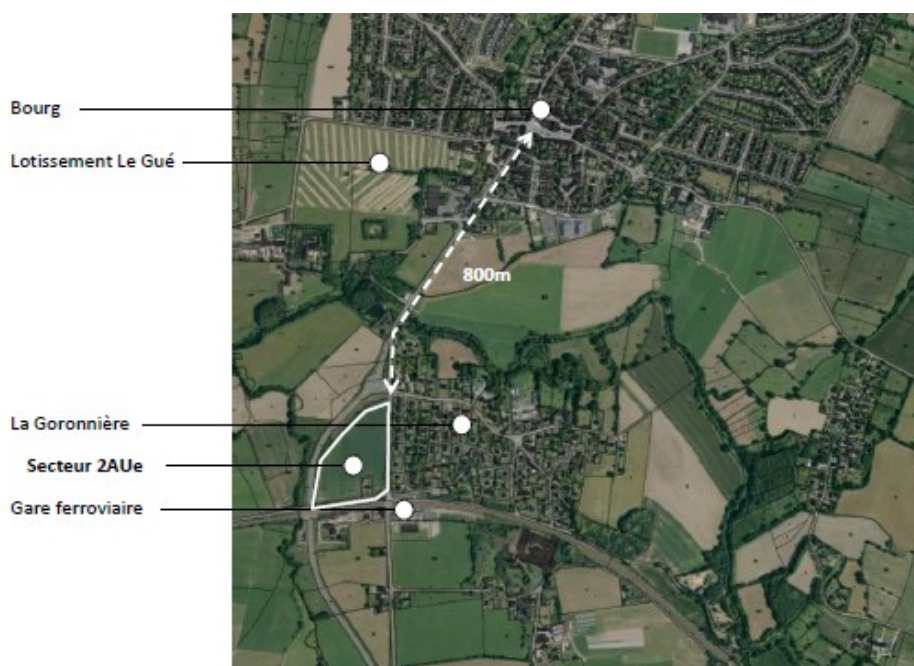 Bourg
Lotissement Le Gué
800m
La Goronnière
Secteur 2AUe
Gare ferroviaire